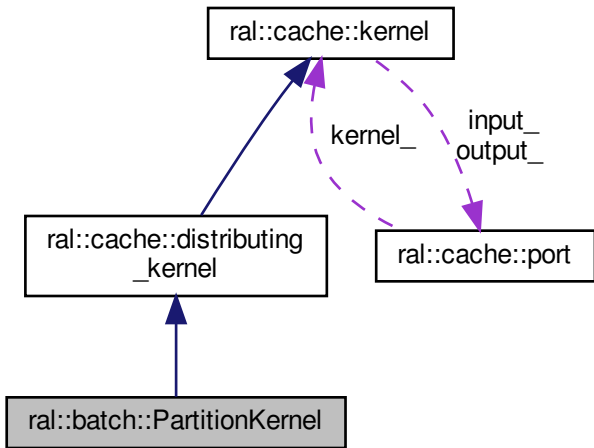 ral::cache::kernel
input_
output_
kernel_
ral::cache::distributing
_kernel
ral::cache::port
ral::batch::PartitionKernel